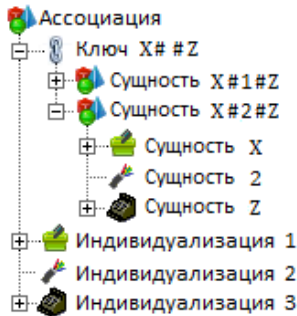 Ассоциация
Ключ X# #Z
Сущность X#1#Z
Сущность X#2#Z
Сущность X
Сущность 2
Сущность Z
Индивидуализация 1
Индивидуализация 2
Индивидуализация 3